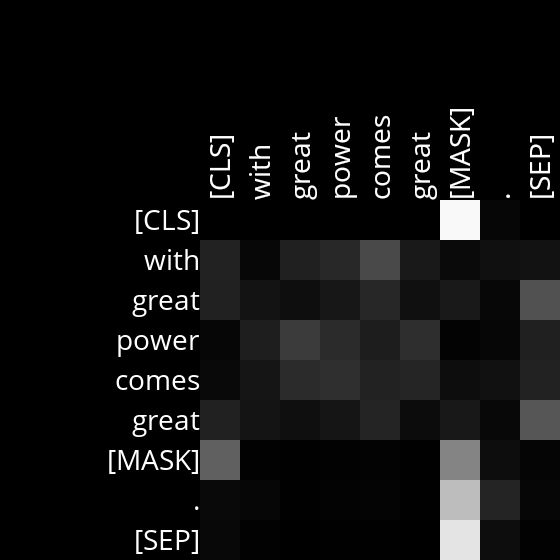 [CLS] with great power comes great [MASK] . [SEP]
[CLS]
with
great
power
comes
great
[MASK]
.
[SEP]